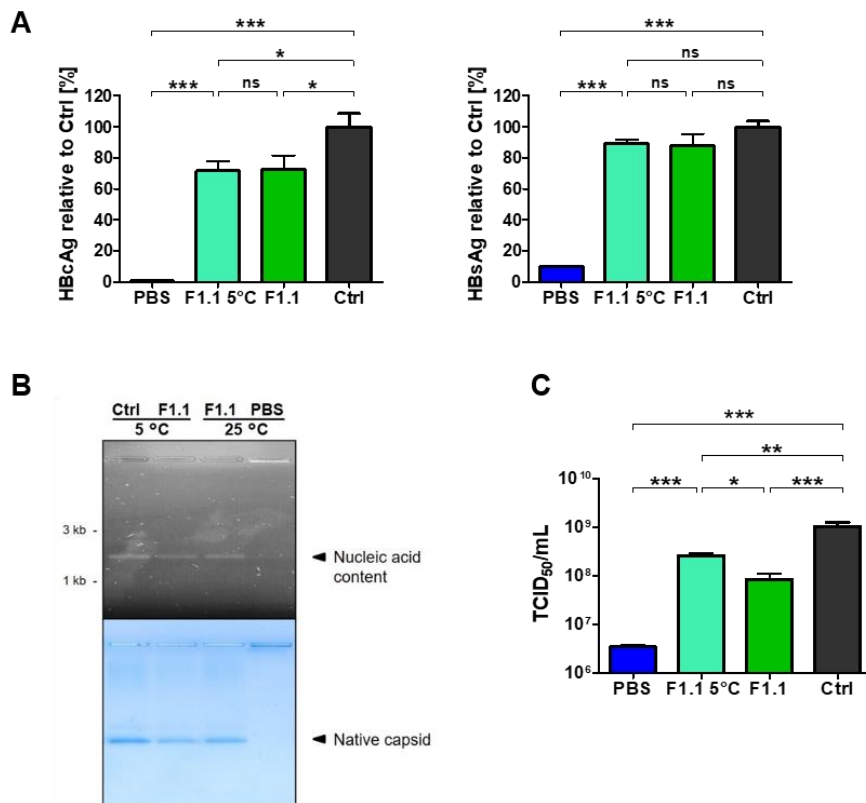 A
***
*
***
ns
*
HBcAg relative to Ctrl [%]
120
100
80
60
40
20
0
PBS
F1.1 5°C
F1.1
Ctrl
***
ns
***
ns
ns
HBsAg relative to Ctrl [%]
120
100
80
60
40
20
0
PBS
F1.1 5°C
F1.1
Ctrl
B
Ctrl F1.1 F1.1 PBS
5 °C 25 °C
3 kb -
1 kb -
Nucleic acid
content
Native capsid
C
***
**
***
*
***
TCID50/mL
10^10
10^9
10^8
10^7
10^6
PBS
F1.1 5°C
F1.1
Ctrl